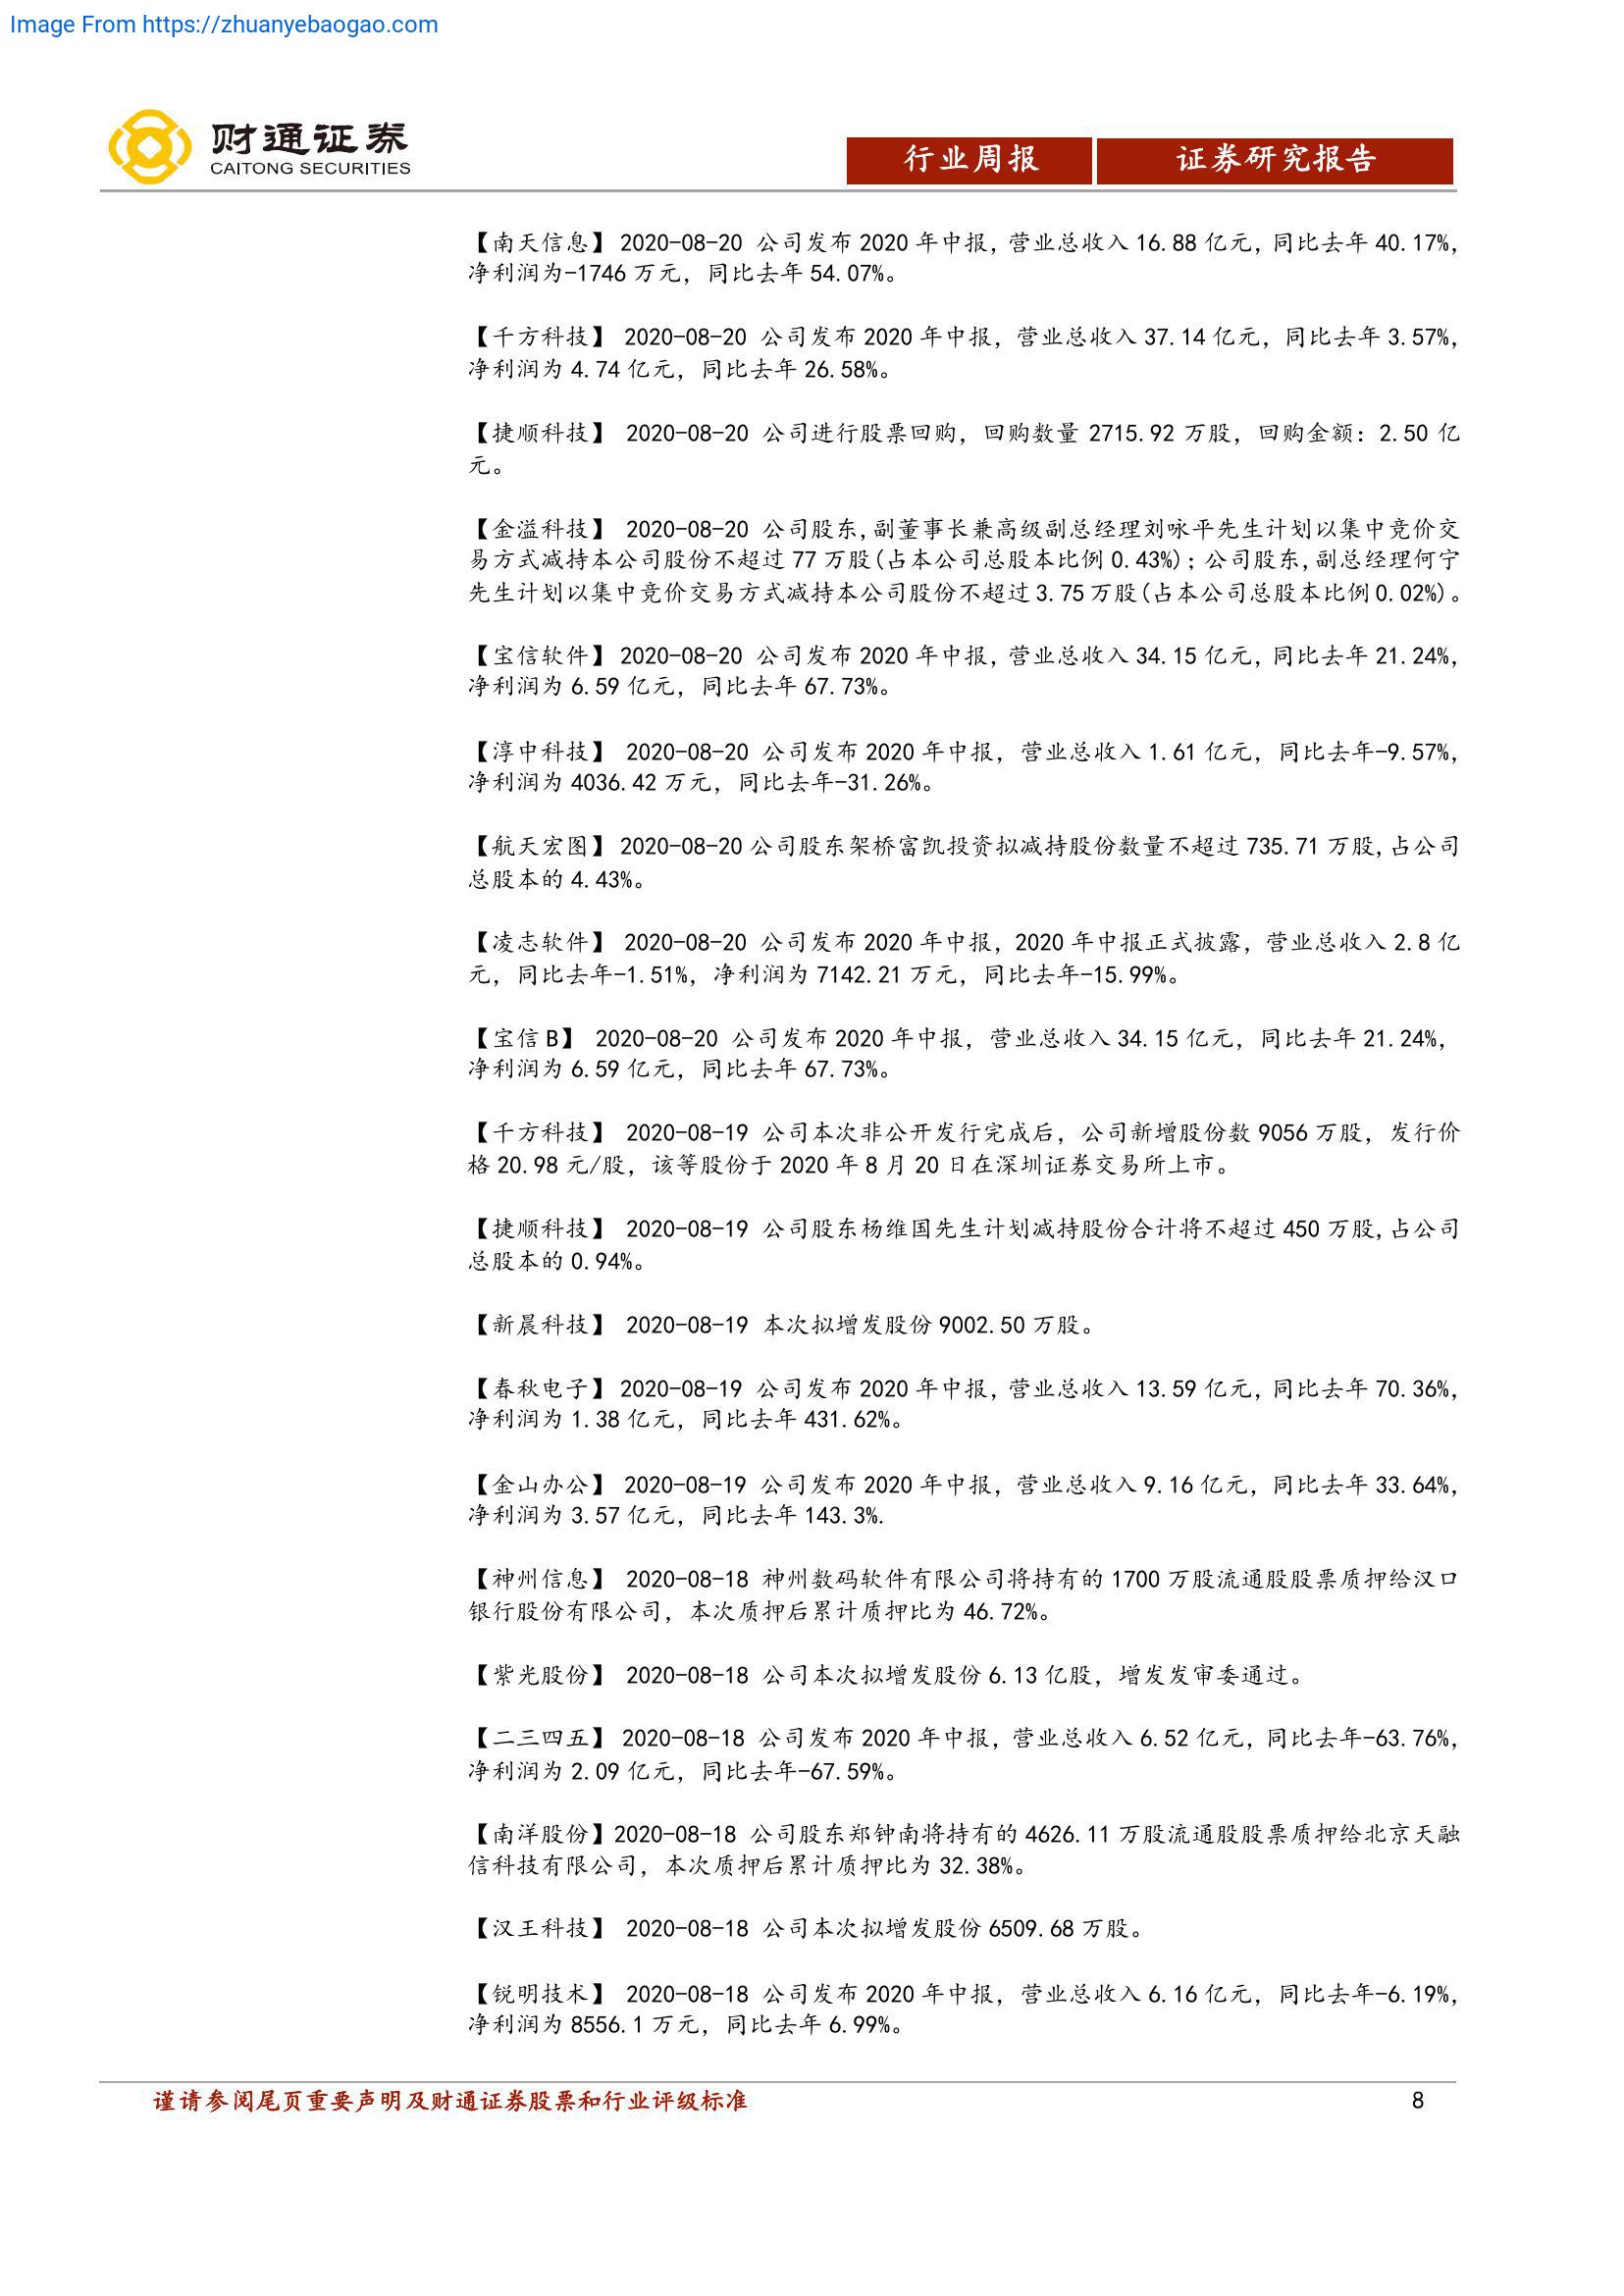 Image From https://zhuanyebaogao.com
财通证券
CAITONG SECURITIES
行业周报
证券研究报告
【南天信息】 2020-08-20 公司发布 2020 年中报, 营业总收入 16.88 亿元, 同比去年 40.17%,
净利润为-1746 万元, 同比去年 54.07%。
【千方科技】 2020-08-20 公司发布 2020 年中报, 营业总收入 37.14 亿元, 同比去年 3.57%,
净利润为 4.74 亿元, 同比去年 26.58%。
【捷顺科技】 2020-08-20 公司进行股票回购, 回购数量 2715.92 万股, 回购金额: 2.50 亿
元。
【金溢科技】 2020-08-20 公司股东,副董事长兼高级副总经理刘咏平先生计划以集中竞价交
易方式减持本公司股份不超过 77 万股(占本公司总股本比例 0.43%); 公司股东,副总经理何宁
先生计划以集中竞价交易方式减持本公司股份不超过 3.75 万股(占本公司总股本比例 0.02%)。
【宝信软件】 2020-08-20 公司发布 2020 年中报, 营业总收入 34.15 亿元, 同比去年 21.24%,
净利润为 6.59 亿元, 同比去年 67.73%。
【淳中科技】 2020-08-20 公司发布 2020 年中报, 营业总收入 1.61 亿元, 同比去年-9.57%,
净利润为 4036.42 万元, 同比去年-31.26%。
【航天宏图】 2020-08-20 公司股东架桥富凯投资拟减持股份数量不超过 735.71 万股,占公司
总股本的 4.43%。
【凌志软件】 2020-08-20 公司发布 2020 年中报, 2020 年中报正式披露, 营业总收入 2.8 亿
元, 同比去年-1.51%, 净利润为 7142.21 万元, 同比去年-15.99%。
【宝信 B】 2020-08-20 公司发布 2020 年中报, 营业总收入 34.15 亿元, 同比去年 21.24%,
净利润为 6.59 亿元, 同比去年 67.73%。
【千方科技】 2020-08-19 公司本次非公开发行完成后, 公司新增股份数 9056 万股, 发行价
格 20.98 元/股, 该等股份于 2020 年 8 月 20 日在深圳证券交易所上市。
【捷顺科技】 2020-08-19 公司股东杨维国先生计划减持股份合计将不超过 450 万股,占公司
总股本的 0.94%。
【新晨科技】 2020-08-19 本次拟增发股份 9002.50 万股。
【春秋电子】 2020-08-19 公司发布 2020 年中报, 营业总收入 13.59 亿元, 同比去年 70.36%,
净利润为 1.38 亿元, 同比去年 431.62%。
【金山办公】 2020-08-19 公司发布 2020 年中报, 营业总收入 9.16 亿元, 同比去年 33.64%,
净利润为 3.57 亿元, 同比去年 143.3%.
【神州信息】 2020-08-18 神州数码软件有限公司将持有的 1700 万股流通股股票质押给汉口
银行股份有限公司, 本次质押后累计质押比为 46.72%。
【紫光股份】 2020-08-18 公司本次拟增发股份 6.13 亿股, 增发发审委通过。
【二三四五】 2020-08-18 公司发布 2020 年中报, 营业总收入 6.52 亿元, 同比去年-63.76%,
净利润为 2.09 亿元, 同比去年-67.59%。
【南洋股份】2020-08-18 公司股东郑钟南将持有的 4626.11 万股流通股股票质押给北京天融
信科技有限公司, 本次质押后累计质押比为 32.38%。
【汉王科技】 2020-08-18 公司本次拟增发股份 6509.68 万股。
【锐明技术】 2020-08-18 公司发布 2020 年中报, 营业总收入 6.16 亿元, 同比去年-6.19%,
净利润为 8556.1 万元, 同比去年 6.99%。
谨请参阅尾页重要声明及财通证券股票和行业评级标准
8